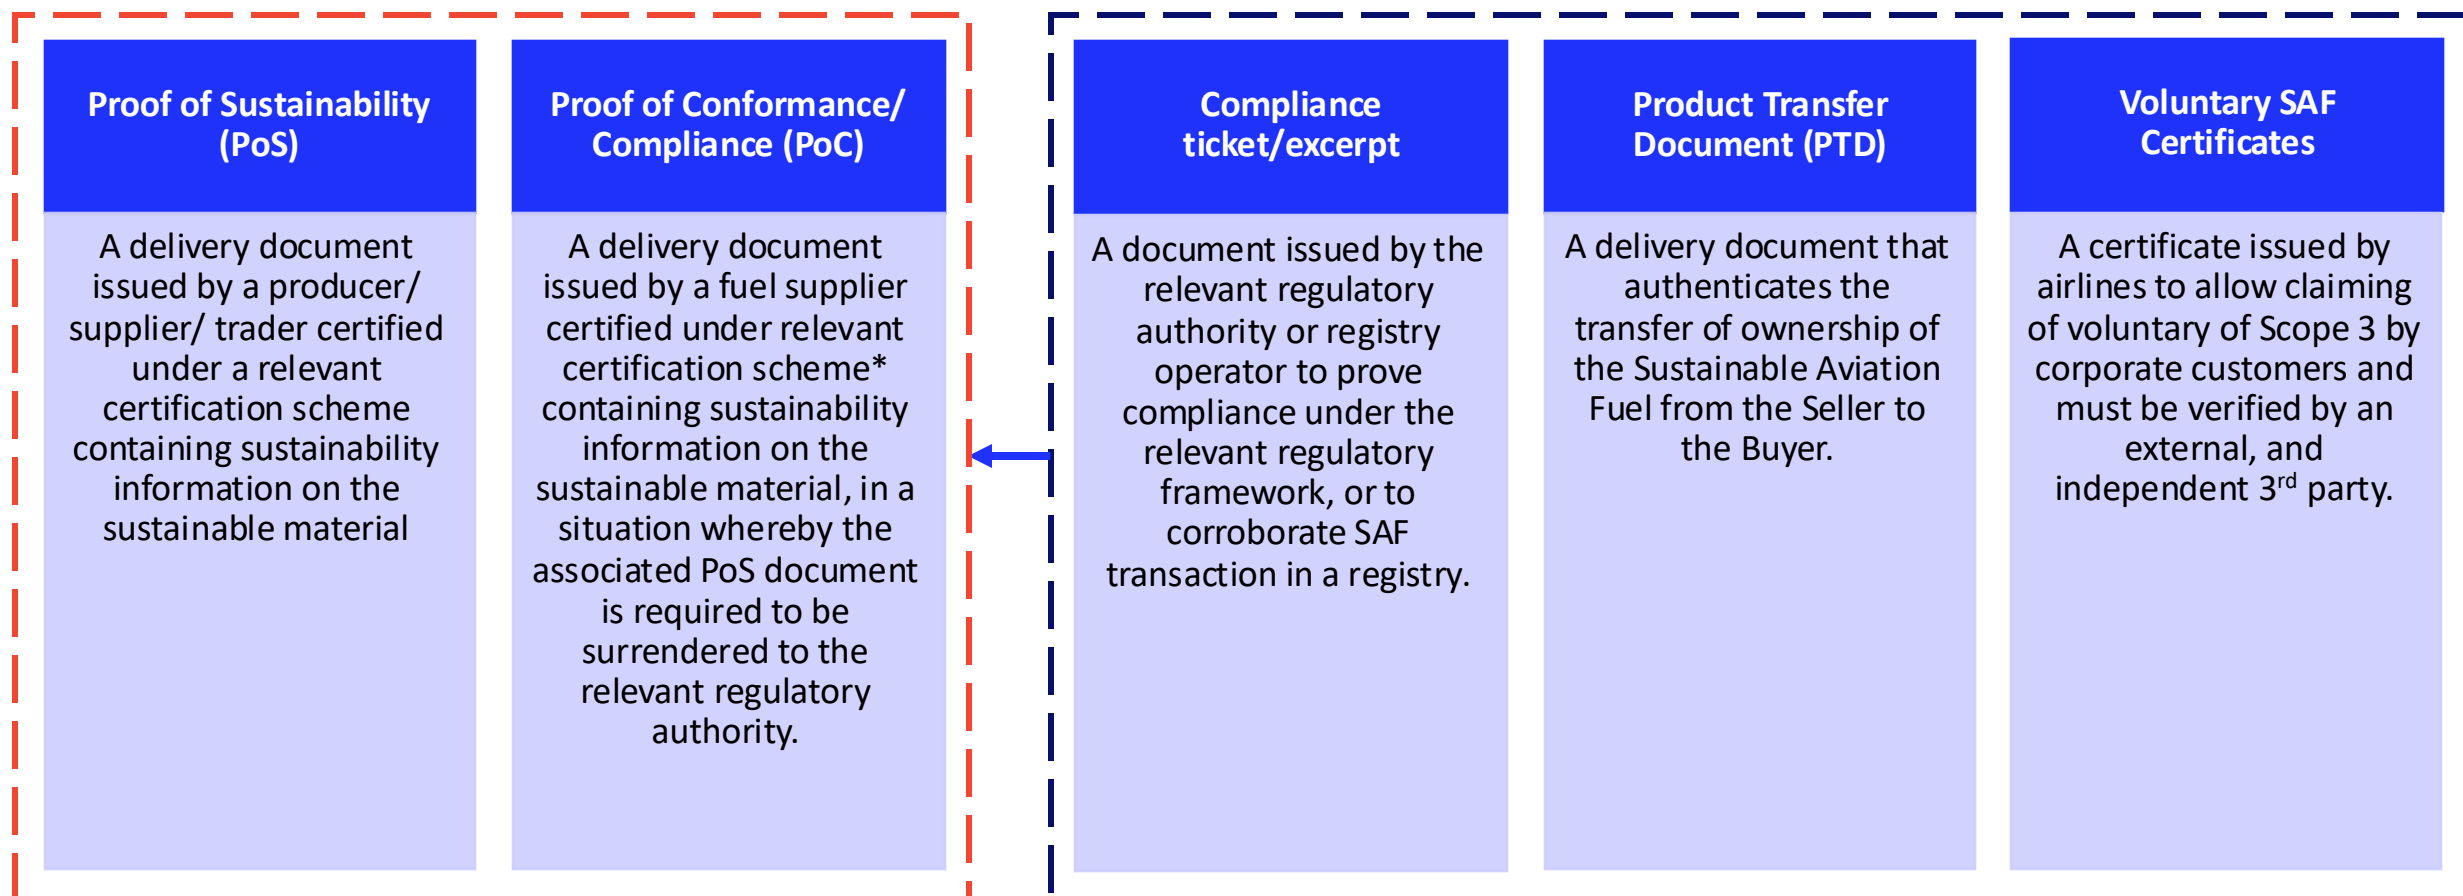 Proof of Sustainability
(PoS)
A delivery document
issued by a producer/
supplier/ trader certified
under a relevant
certification scheme
containing sustainability
information on the
sustainable material
Proof of Conformance/
Compliance (PoC)
A delivery document
issued by a fuel supplier
certified under relevant
certification scheme*
containing sustainability
information on the
sustainable material, in a
situation whereby the
associated PoS document
is required to be
surrendered to the
relevant regulatory
authority.
Compliance
ticket/excerpt
A document issued by the
relevant regulatory
authority or registry
operator to prove
compliance under the
relevant regulatory
framework, or to
corroborate SAF
transaction in a registry.
Product Transfer
Document (PTD)
A delivery document that
authenticates the
transfer of ownership of
the Sustainable Aviation
Fuel from the Seller to
the Buyer.
Voluntary SAF
Certificates
A certificate issued by
airlines to allow claiming
of voluntary of Scope 3 by
corporate customers and
must be verified by an
external, and
independent 3rd party.